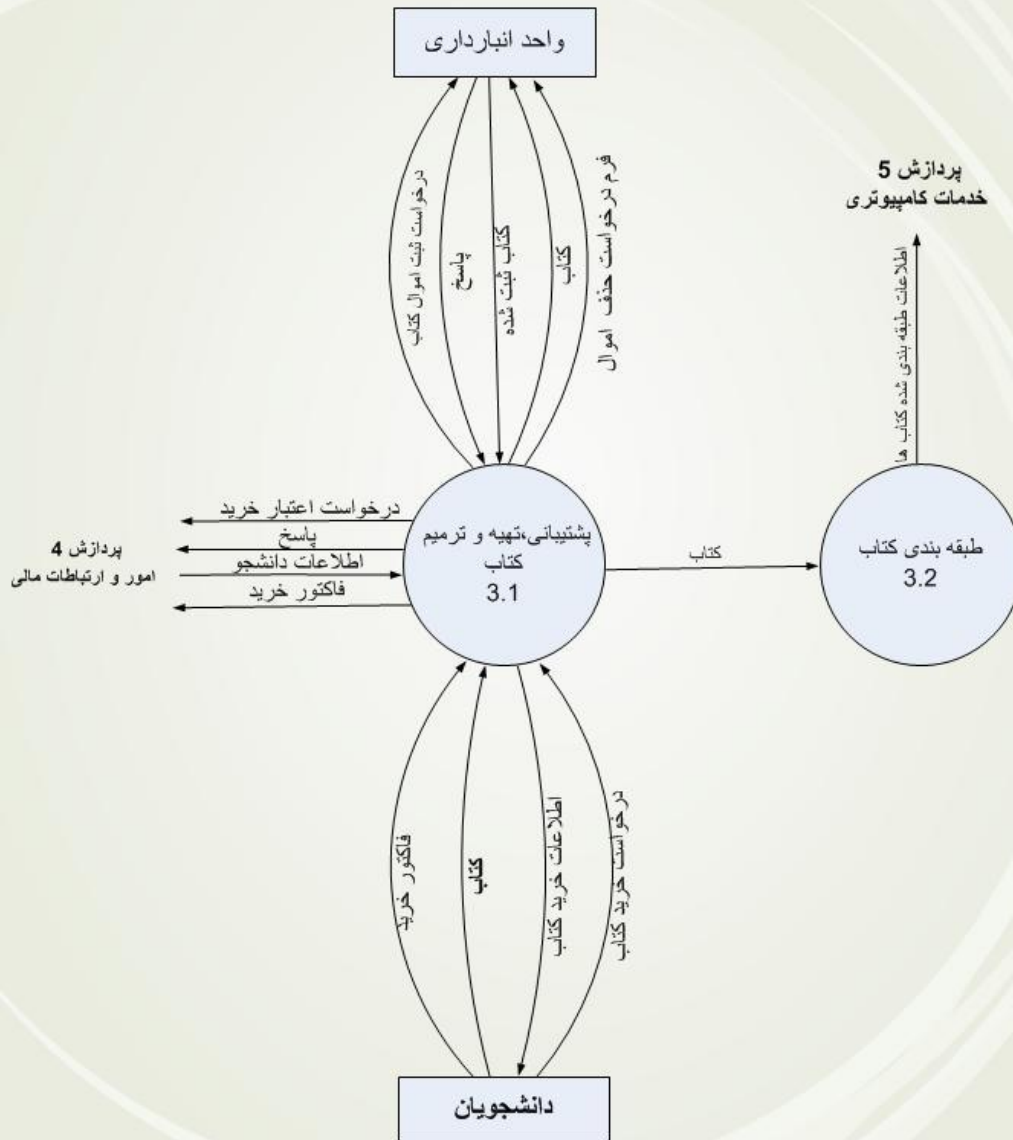 واحد انبارداری
درخواست ثبت اموال کتاب
پاسخ
کتاب ثبت شده
کتاب
فرم درخواست حذف اموال
پردازش 5
خدمات کامپیوتری
اطلاعات طبقه بندی شده کتاب ها
درخواست اعتبار خرید
پاسخ
اطلاعات دانشجو
فاکتور خرید
پردازش 4
امور و ارتباطات مالی
پشتیبانی،تهیه و ترمیم
کتاب
3.1
کتاب
طبقه بندی کتاب
3.2
فاکتور خرید
کتاب
اطلاعات خرید کتاب
درخواست خرید کتاب
دانشجویان